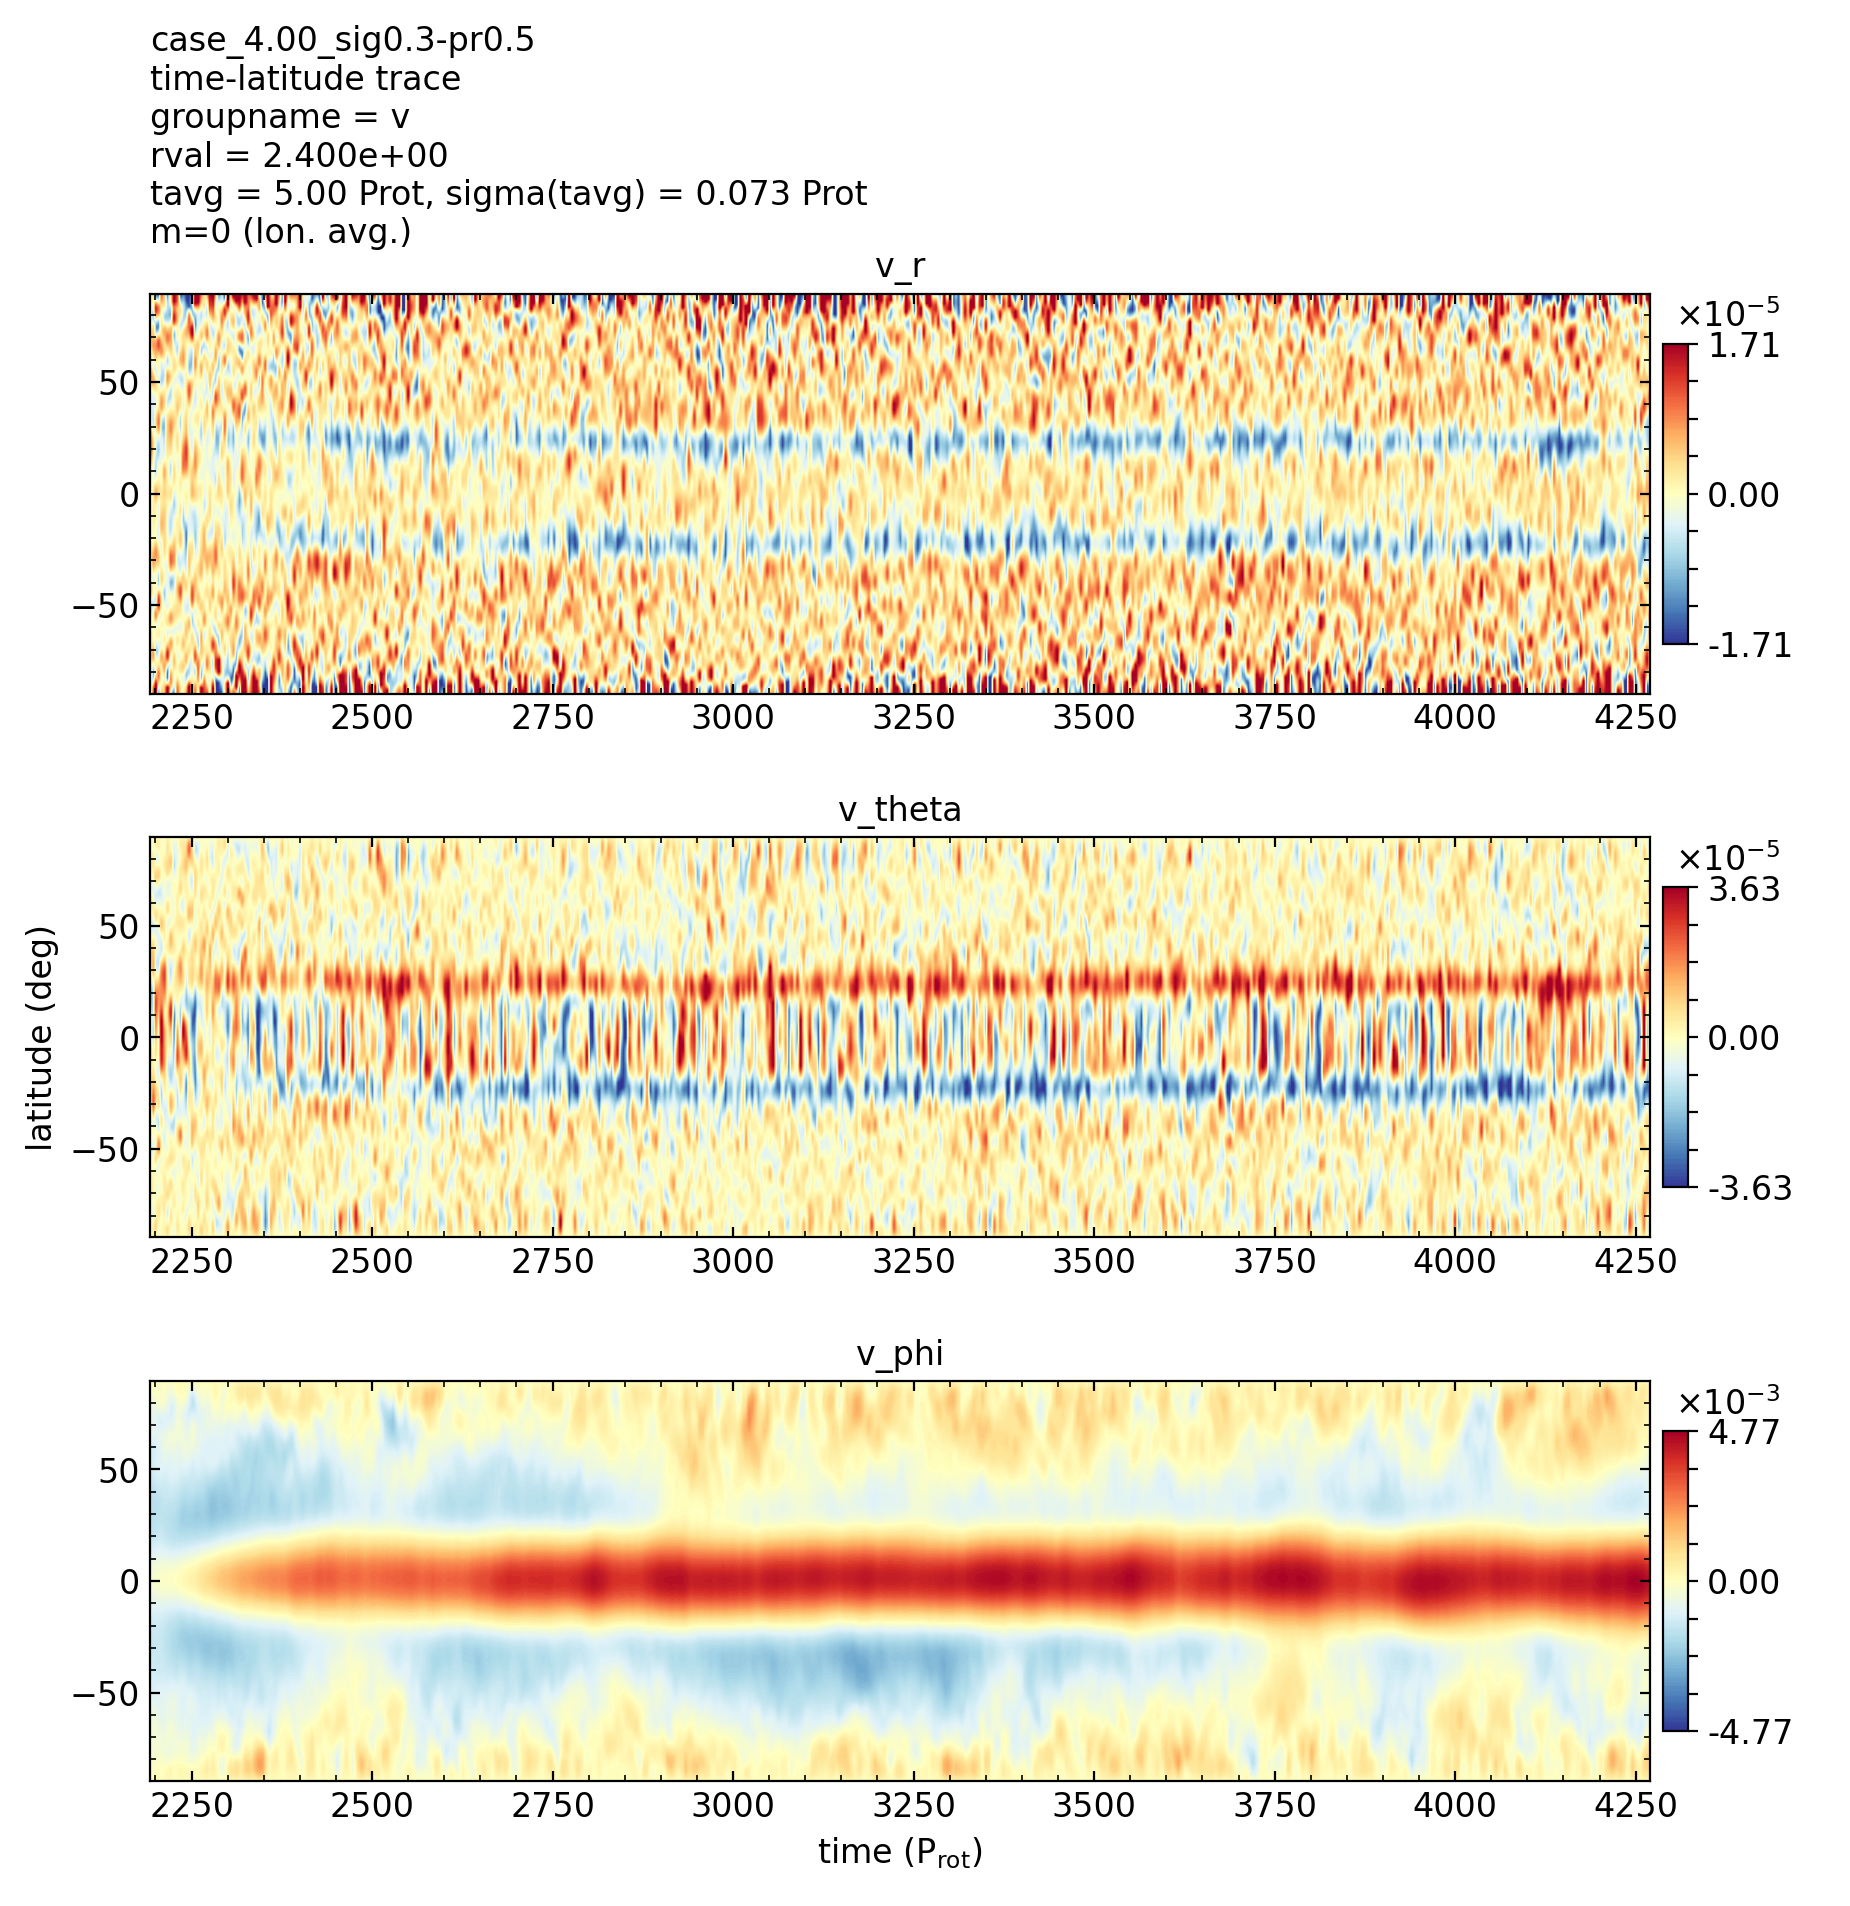 case_4.00_sig0.3-pr0.5
time-latitude trace
groupname = v
rval = 2.400e+00
tavg = 5.00 Prot, sigma(tavg) = 0.073 Prot
m=0 (lon. avg.)
v_r
×10⁻⁵
1.71
0.00
-1.71
50
0
−50
2250 2500 2750 3000 3250 3500 3750 4000 4250
v_theta
×10⁻⁵
3.63
0.00
-3.63
latitude (deg)
50
0
−50
2250 2500 2750 3000 3250 3500 3750 4000 4250
v_phi
×10⁻³
4.77
0.00
-4.77
50
0
−50
2250 2500 2750 3000 3250 3500 3750 4000 4250
time (P_rot)